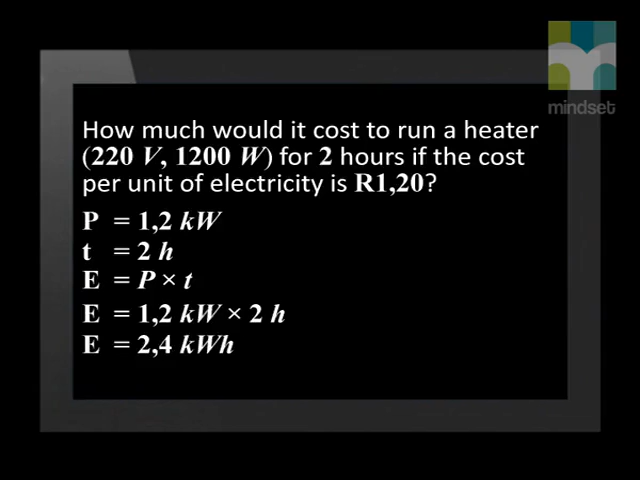 mindset
How much would it cost to run a heater
(220 V, 1200 W) for 2 hours if the cost
per unit of electricity is R1,20?
P = 1,2 kW
t = 2 h
E = P × t
E = 1,2 kW × 2 h
E = 2,4 kWh